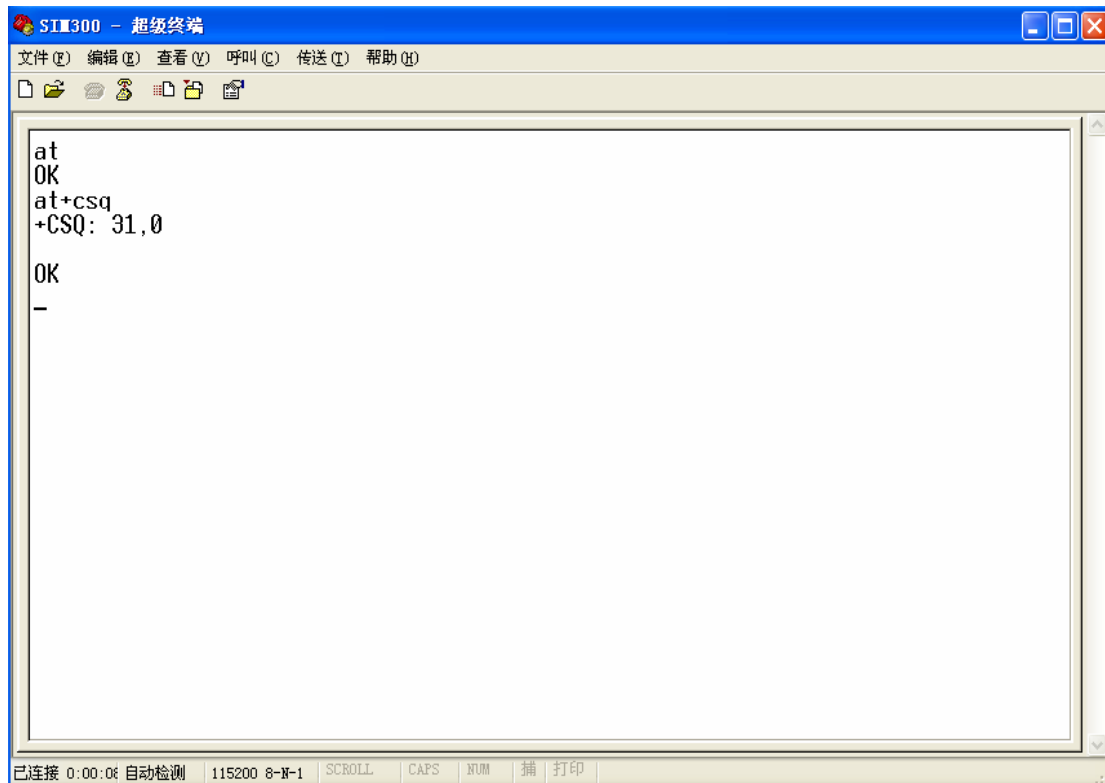 SIM300 - 超级终端
文件(F) 编辑(E) 查看(V) 呼叫(C) 传送(T) 帮助(H)
at
OK
at+csq
+CSQ: 31,0
OK
已连接 0:00:08 自动检测 115200 8-N-1 SCROLL CAPS NUM 捕 打印